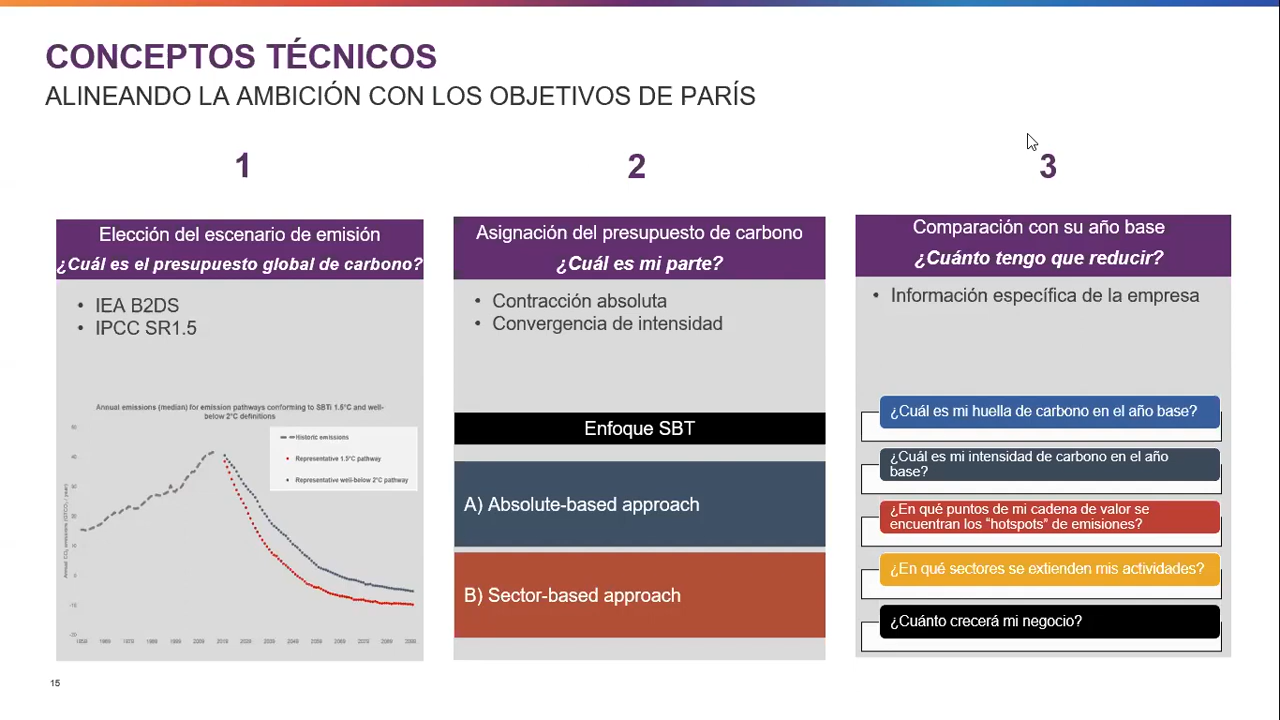 CONCEPTOS TÉCNICOS
ALINEANDO LA AMBICIÓN CON LOS OBJETIVOS DE PARÍS
1
Elección del escenario de emisión
¿Cuál es el presupuesto global de carbono?
• IEA B2DS
• IPCC SR1.5
Annual emissions (median) for emission pathways conforming to SBTi 1.5°C and well-
below 2°C definitions
Historic emissions
Representative 1.5°C pathway
Representative well-below 2°C pathway
2
Asignación del presupuesto de carbono
¿Cuál es mi parte?
• Contracción absoluta
• Convergencia de intensidad
Enfoque SBT
A) Absolute-based approach
B) Sector-based approach
3
Comparación con su año base
¿Cuánto tengo que reducir?
• Información específica de la empresa
¿Cuál es mi huella de carbono en el año base?
¿Cuál es mi intensidad de carbono en el año
base?
¿En qué puntos de mi cadena de valor se
encuentran los “hotspots” de emisiones?
¿En qué sectores se extienden mis actividades?
¿Cuánto crecerá mi negocio?
15